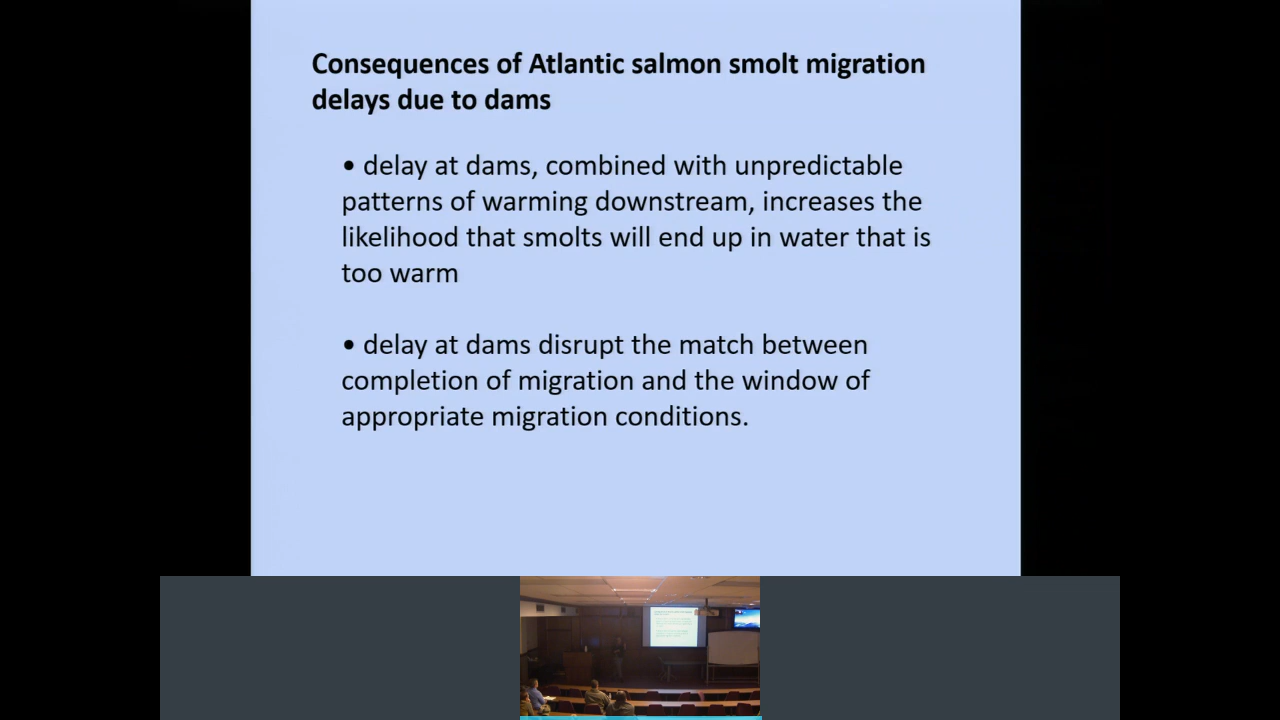 Consequences of Atlantic salmon smolt migration
delays due to dams
• delay at dams, combined with unpredictable
patterns of warming downstream, increases the
likelihood that smolts will end up in water that is
too warm
• delay at dams disrupt the match between
completion of migration and the window of
appropriate migration conditions.